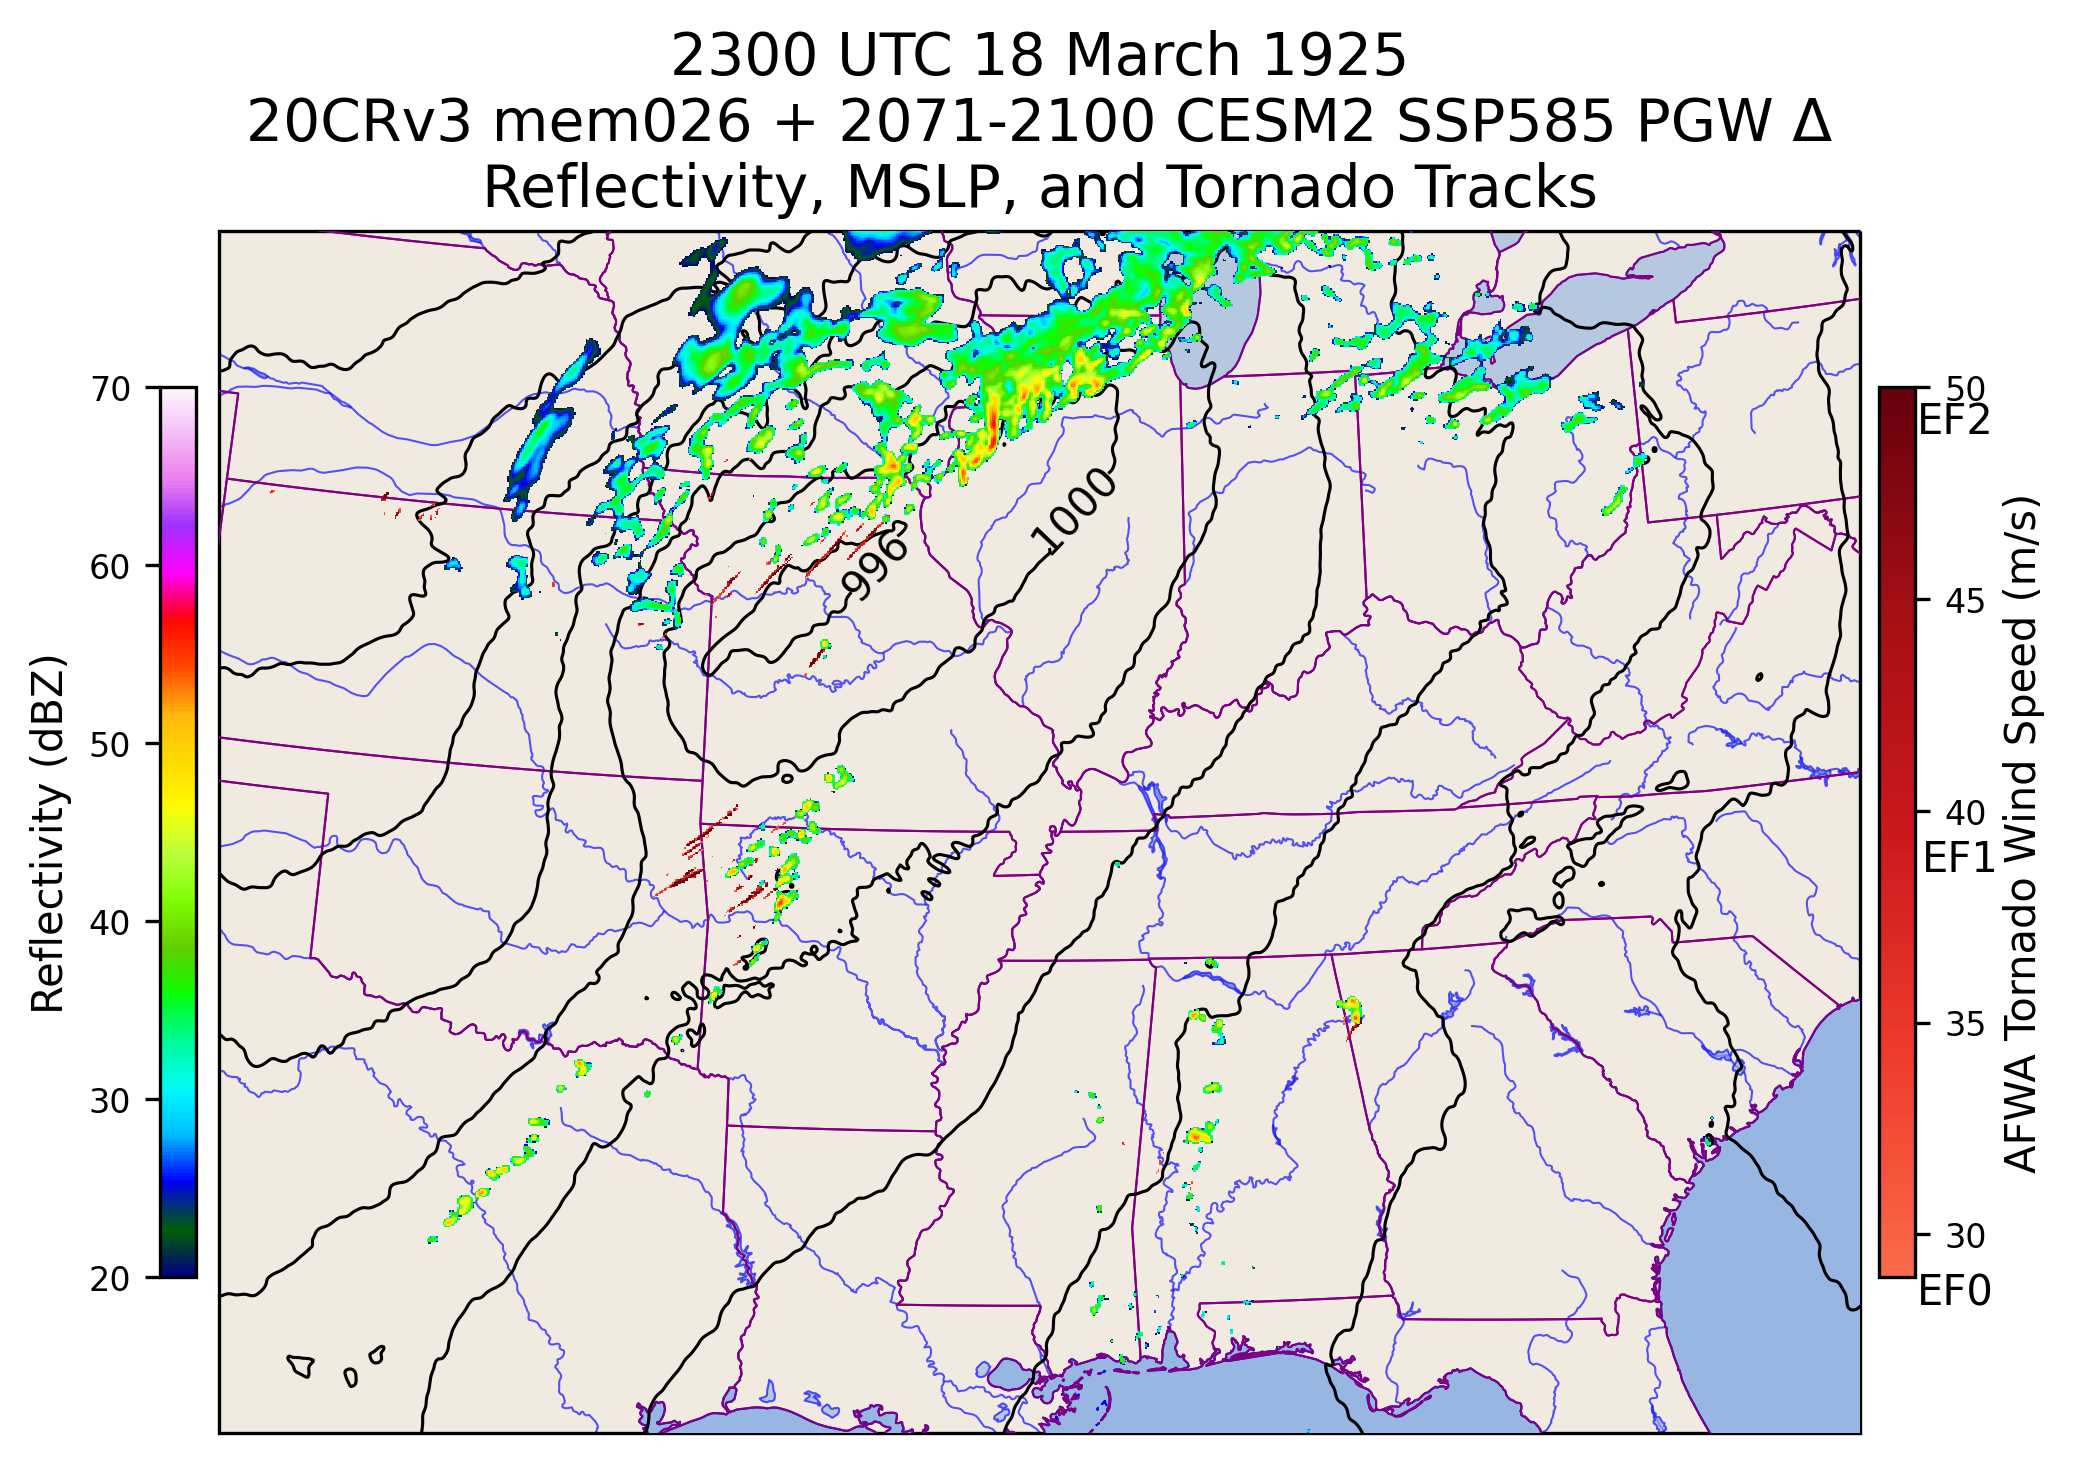 2300 UTC 18 March 1925
20CRv3 mem026 + 2071-2100 CESM2 SSP585 PGW Δ
Reflectivity, MSLP, and Tornado Tracks
70
60
50
40
30
20
Reflectivity (dBZ)
1000
996
50
EF2
45
40
EF1
35
30
EF0
AFWA Tornado Wind Speed (m/s)